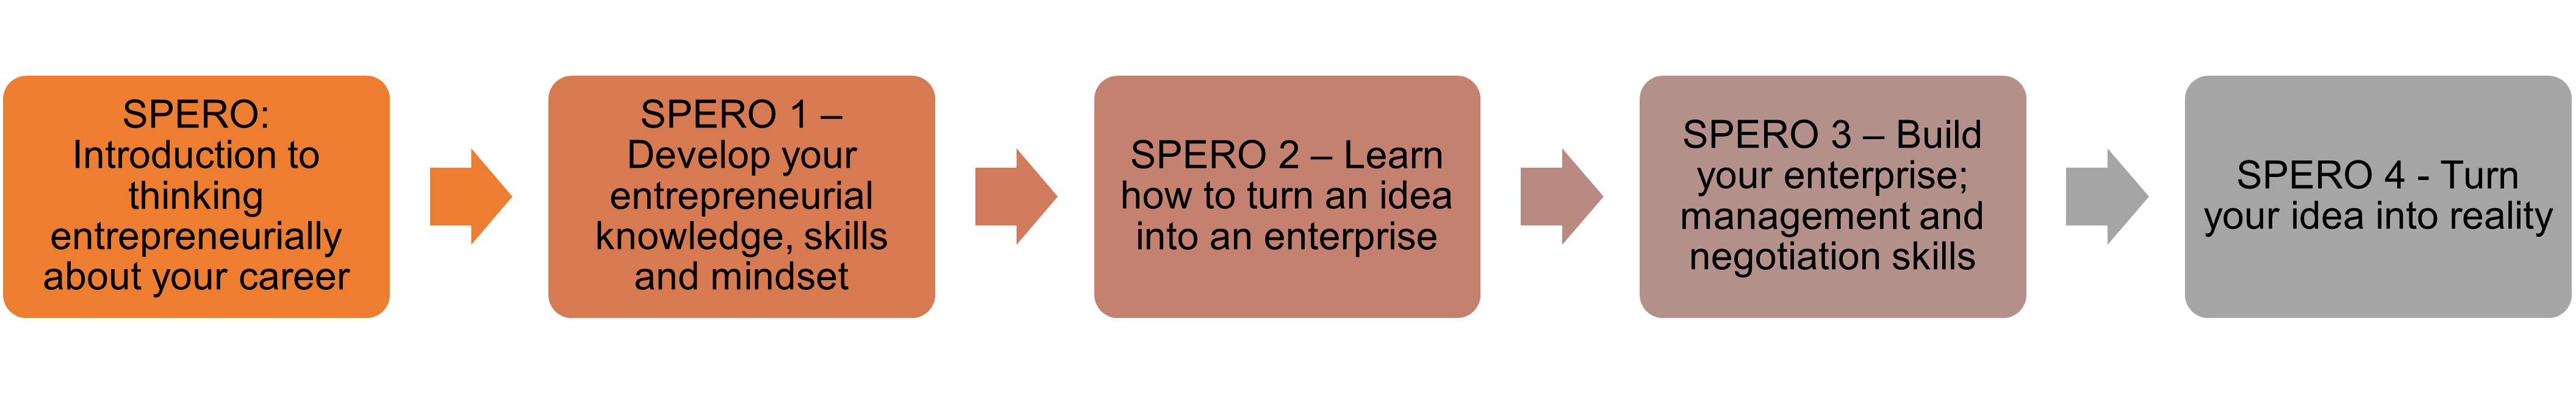 SPERO:
Introduction to
thinking
entrepreneurially
about your career
SPERO 1 –
Develop your
entrepreneurial
knowledge, skills
and mindset
SPERO 2 – Learn
how to turn an idea
into an enterprise
SPERO 3 – Build
your enterprise;
management and
negotiation skills
SPERO 4 - Turn
your idea into reality